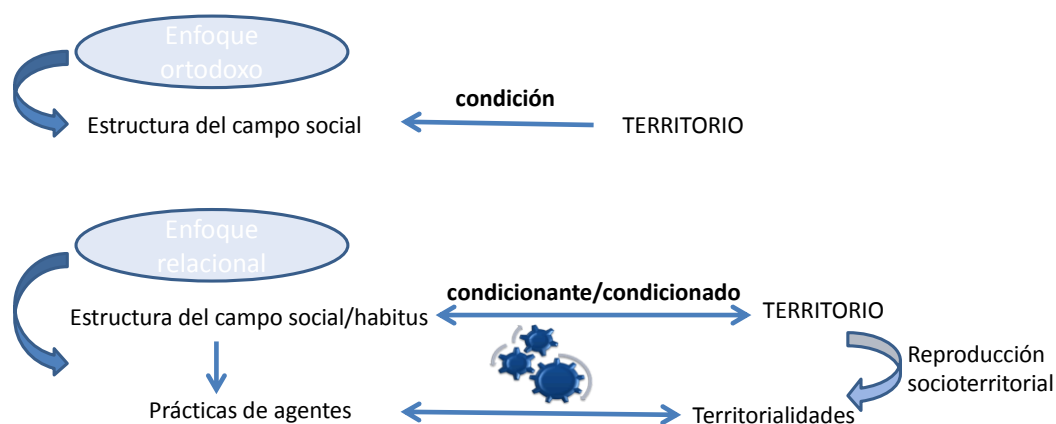 Enfoque
ortodoxo
condición
Estructura del campo social
TERRITORIO
Enfoque
relacional
condicionante/condicionado
Estructura del campo social/habitus
TERRITORIO
Reproducción
socioterritorial
Prácticas de agentes
Territorialidades